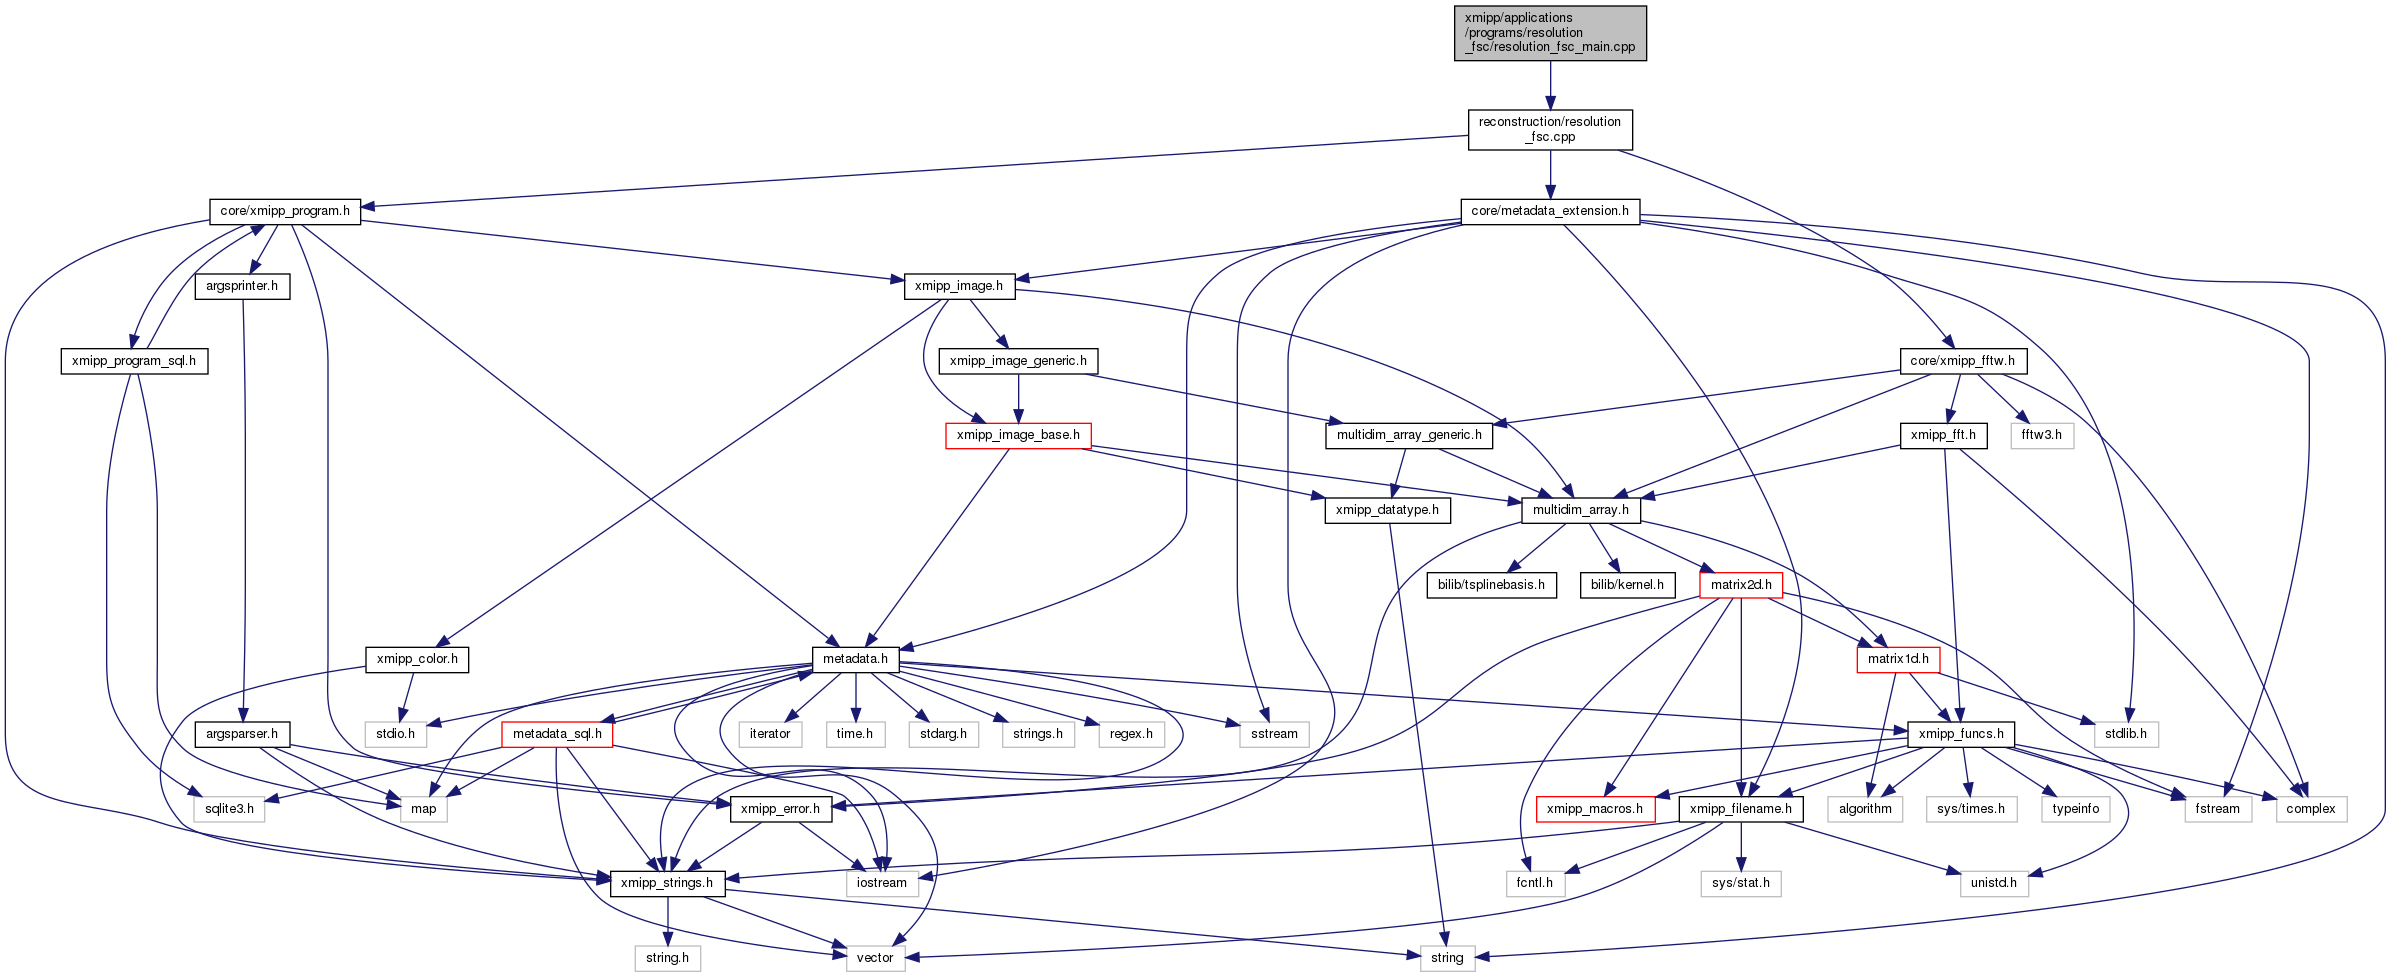 xmipp/applications
/programs/resolution
_fsc/resolution_fsc_main.cpp
reconstruction/resolution
_fsc.cpp
core/xmipp_program.h
core/metadata_extension.h
argsprinter.h
xmipp_image.h
xmipp_program_sql.h
xmipp_image_generic.h
core/xmipp_fftw.h
xmipp_image_base.h
multidim_array_generic.h
xmipp_fft.h
fftw3.h
xmipp_datatype.h
multidim_array.h
bilib/tsplinebasis.h
bilib/kernel.h
matrix2d.h
xmipp_color.h
metadata.h
matrix1d.h
stdio.h
argsparser.h
metadata_sql.h
iterator
time.h
stdarg.h
strings.h
regex.h
sstream
xmipp_funcs.h
stdlib.h
sqlite3.h
map
xmipp_error.h
xmipp_macros.h
xmipp_filename.h
algorithm
sys/times.h
typeinfo
fstream
complex
xmipp_strings.h
iostream
fcntl.h
sys/stat.h
unistd.h
string.h
vector
string